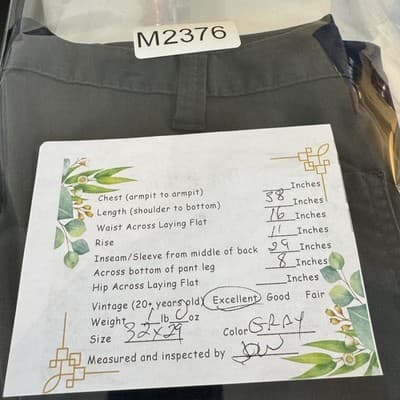 M2376
Chest (armpit to armpit) Inches
Length (shoulder to bottom) 38 Inches
Waist Across Laying Flat 16 Inches
Rise 11 Inches
Inseam/Sleeve from middle of back 29 Inches
Across bottom of pant leg 8 Inches
Hip Across Laying Flat Inches
Vintage (20+ years old) Excellent Good Fair
Weight 1 lb oz
Size 32x29 Color GRAY
Measured and inspected by